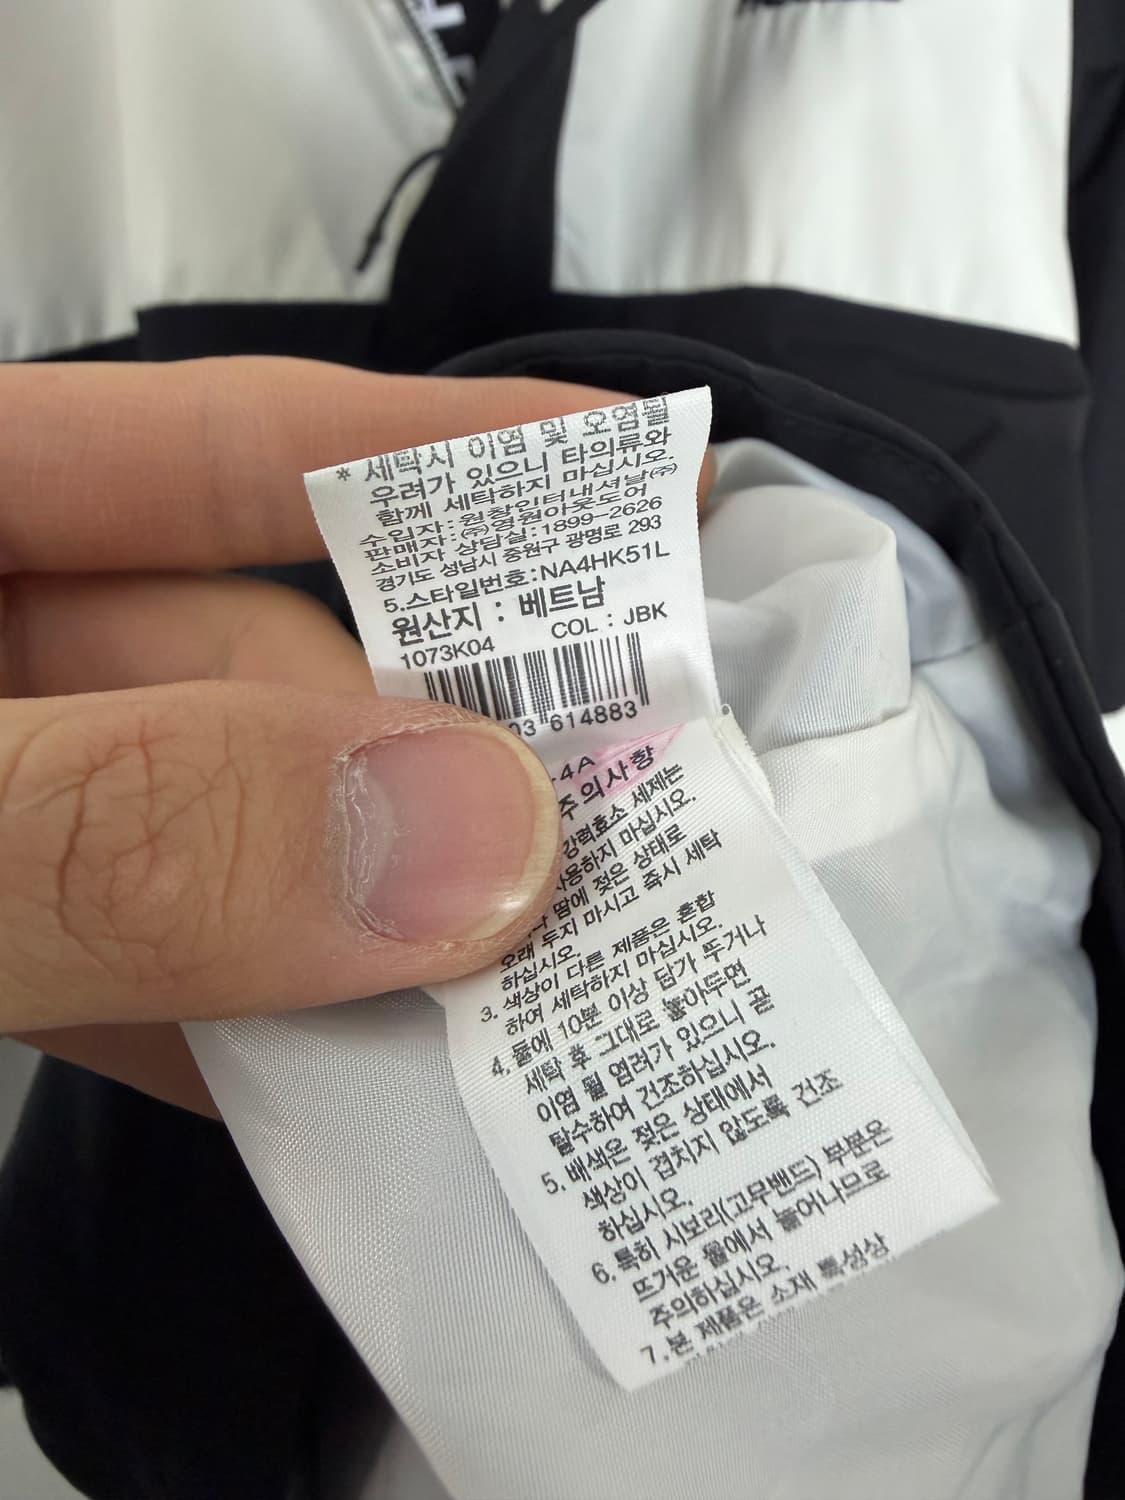 * 세탁시 이염 및 오염될
우려가 있으니 타의류와
함께 세탁하지 마십시오.
수입자:원창인터내셔날㈜
판매자:㈜영원아웃도어
소비자 상담실:1899-2626
경기도 성남시 중원구 광명로 293
5.스타일번호:NA4HK51L
원산지 : 베트남
1073K04 COL : JBK
03 614883
-4A
주의사항
강력효소 세제는
사용하지 마십시오.
나 땀에 젖은 상태로
오래 두지 마시고 즉시 세탁
하십시오.
3. 색상이 다른 제품은 혼합
하여 세탁하지 마십시오.
4. 물에 10분 이상 담가 두거나
세탁 후 그대로 놓아두면
이염 될 염려가 있으니 곧
탈수하여 건조하십시오.
5. 배색온 젖은 상태에서
색상이 겹치지 않도록 건조
하십시오.
6. 특히 시보리(고무밴드) 부분은
뜨거운 물에서 늘어나므로
주의하십시오.
7. 본 제품은 소재 특성상